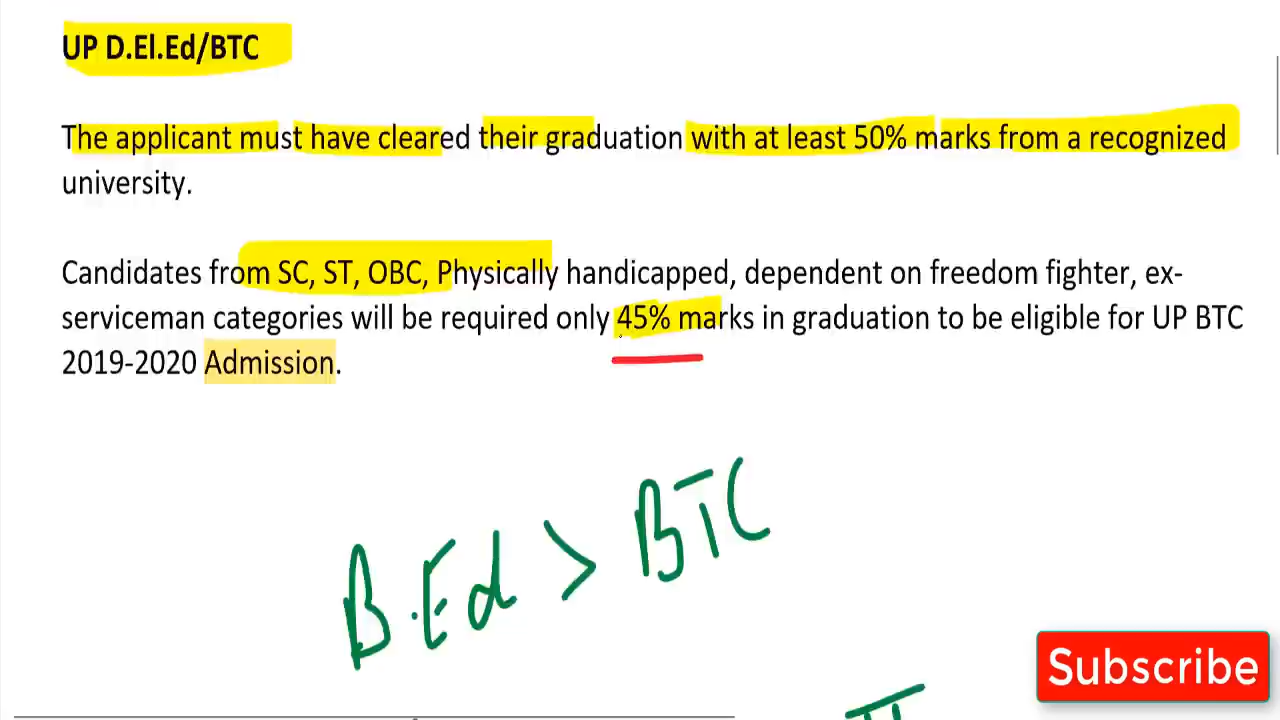 UP D.El.Ed/BTC
The applicant must have cleared their graduation with at least 50% marks from a recognized
university.
Candidates from SC, ST, OBC, Physically handicapped, dependent on freedom fighter, ex-
serviceman categories will be required only 45% marks in graduation to be eligible for UP BTC
2019-2020 Admission.
B.Ed > BTC
Subscribe